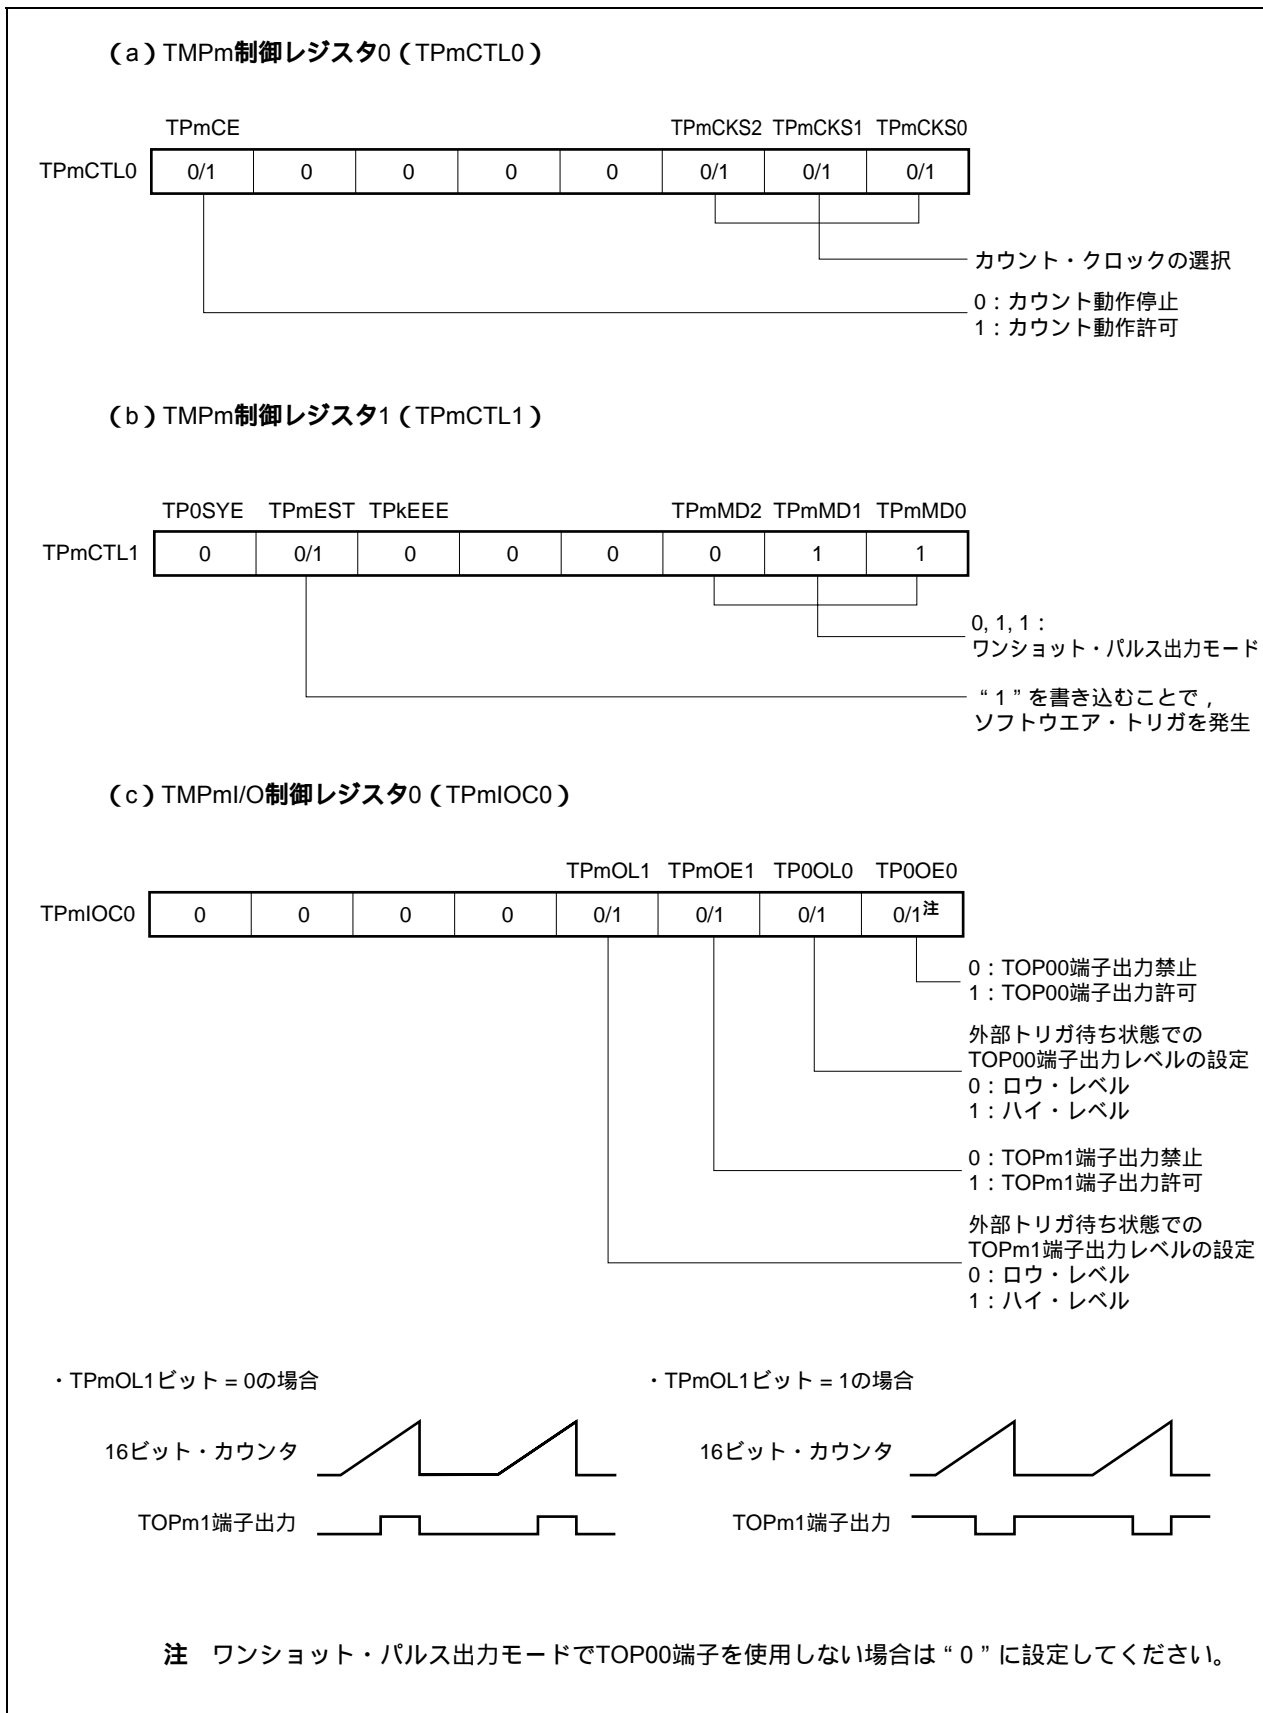 （a）TMPm制御レジスタ0（TPmCTL0）
TPmCE TPmCKS2 TPmCKS1 TPmCKS0
TPmCTL0 0/1 0 0 0 0 0/1 0/1 0/1
カウント・クロックの選択
0：カウント動作停止
1：カウント動作許可
（b）TMPm制御レジスタ1（TPmCTL1）
TP0SYE TPmEST TPkEEE TPmMD2 TPmMD1 TPmMD0
TPmCTL1 0 0/1 0 0 0 0 1 1
0, 1, 1：
ワンショット・パルス出力モード
“1”を書き込むことで，
ソフトウエア・トリガを発生
（c）TMPmI/O制御レジスタ0（TPmIOC0）
TPmOL1 TPmOE1 TP0OL0 TP0OE0
TPmIOC0 0 0 0 0 0/1 0/1 0/1 0/1注
0：TOP00端子出力禁止
1：TOP00端子出力許可
外部トリガ待ち状態での
TOP00端子出力レベルの設定
0：ロウ・レベル
1：ハイ・レベル
0：TOPm1端子出力禁止
1：TOPm1端子出力許可
外部トリガ待ち状態での
TOPm1端子出力レベルの設定
0：ロウ・レベル
1：ハイ・レベル
・TPmOL1ビット = 0の場合
16ビット・カウンタ
TOPm1端子出力
・TPmOL1ビット = 1の場合
16ビット・カウンタ
TOPm1端子出力
注 ワンショット・パルス出力モードでTOP00端子を使用しない場合は“0”に設定してください。